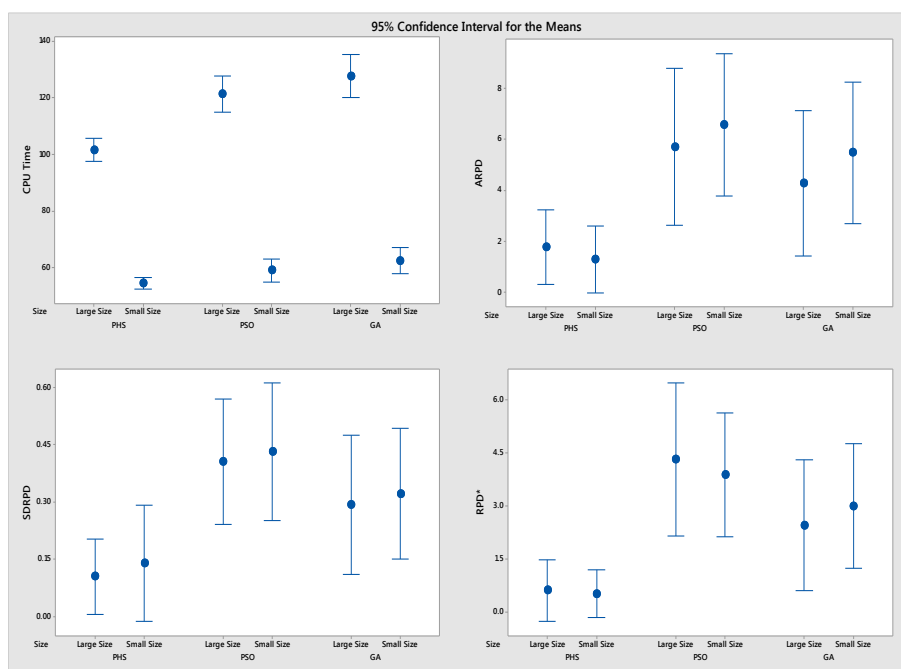 95% Confidence Interval for the Means
CPU Time
140
120
100
80
60
Size
Large Size Small Size Large Size Small Size Large Size Small Size
PHS PSO GA
ARPD
8
6
4
2
0
Size
Large Size Small Size Large Size Small Size Large Size Small Size
PHS PSO GA
SDRPD
0.60
0.45
0.30
0.15
0.00
Size
Large Size Small Size Large Size Small Size Large Size Small Size
PHS PSO GA
RPD*
6.0
4.5
3.0
1.5
0.0
Size
Large Size Small Size Large Size Small Size Large Size Small Size
PHS PSO GA